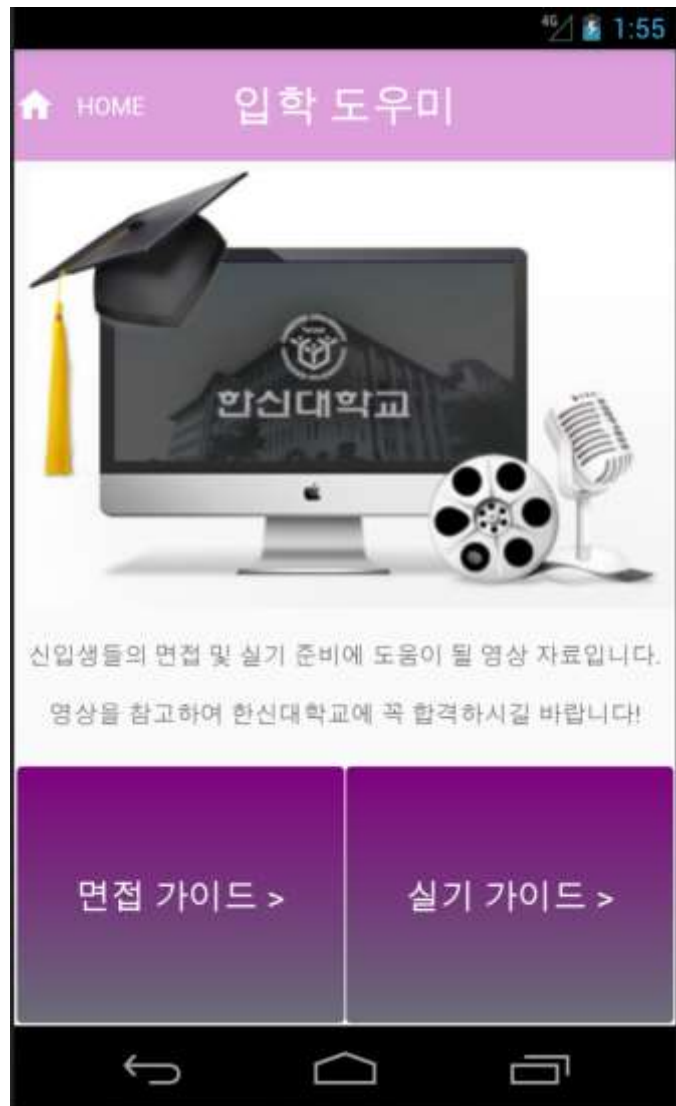 4G 1:55
HOME 입학 도우미
한신대학교
신입생들의 면접 및 실기 준비에 도움이 될 영상 자료입니다.
영상을 참고하여 한신대학교에 꼭 합격하시길 바랍니다!
면접 가이드 > 실기 가이드 >